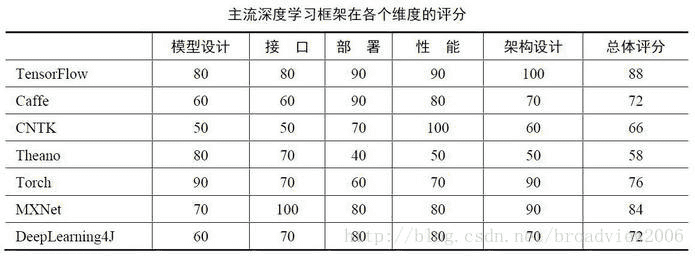 主流深度学习框架在各个维度的评分
模型设计 接 口 部 署 性 能 架构设计 总体评分
TensorFlow 80 80 90 90 100 88
Caffe 60 60 90 80 70 72
CNTK 50 50 70 100 60 66
Theano 80 70 40 50 50 58
Torch 90 70 60 70 90 76
MXNet 70 100 80 80 90 84
DeepLearning4J 60 70 80 80 70 72
http://blog.csdn.net/broadview2006